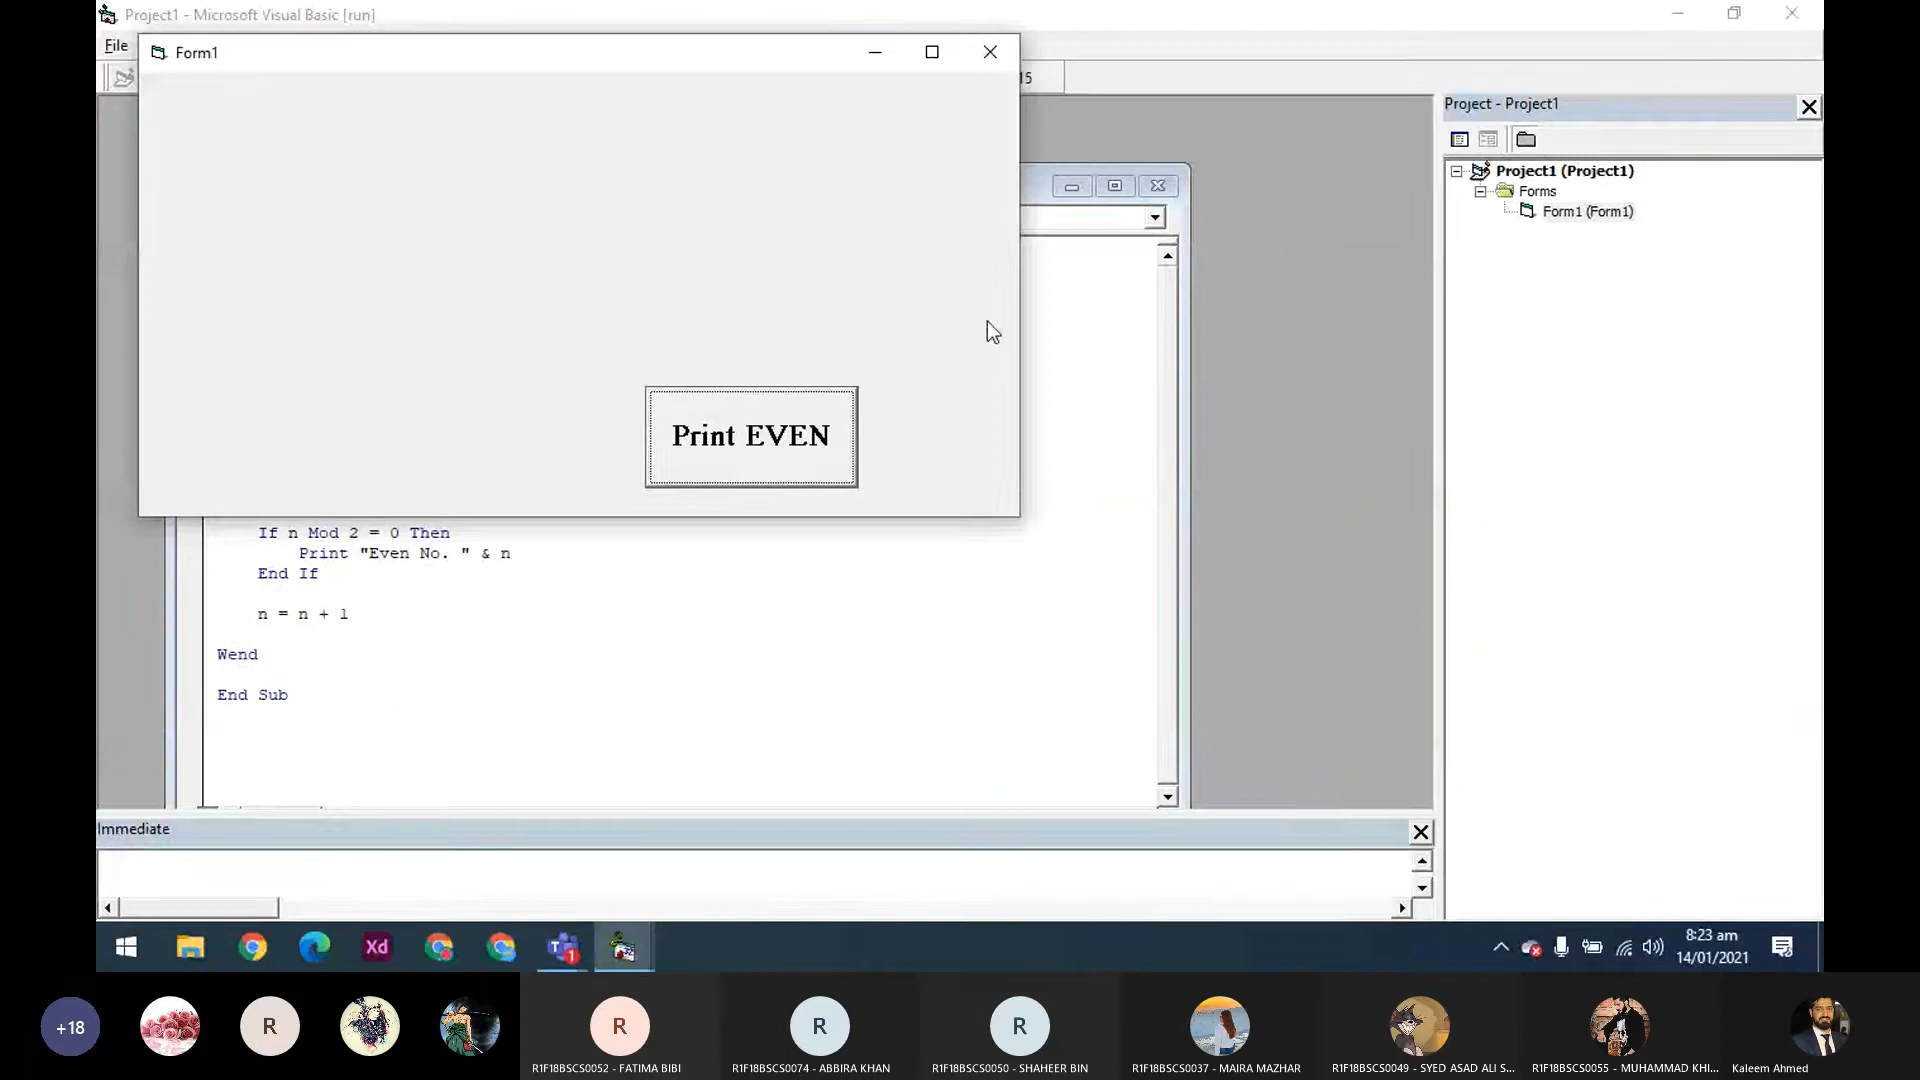 Project1 - Microsoft Visual Basic [run]
File
Form1
15
Print EVEN
If n Mod 2 = 0 Then
Print "Even No. " & n
End If
n = n + 1
Wend
End Sub
Immediate
Project - Project1
Project1 (Project1)
Forms
Form1 (Form1)
Xd
T
1
8:23 am
14/01/2021
+18
R
R
R
R
R1F18BSCS0052 - FATIMA BIBI
R1F18BSCS0074 - ABBIRA KHAN
R1F18BSCS0050 - SHAHEER BIN
R1F18BSCS0037 - MAIRA MAZHAR
R1F18BSCS0049 - SYED ASAD ALI S...
R1F18BSCS0055 - MUHAMMAD KHI...
Kaleem Ahmed